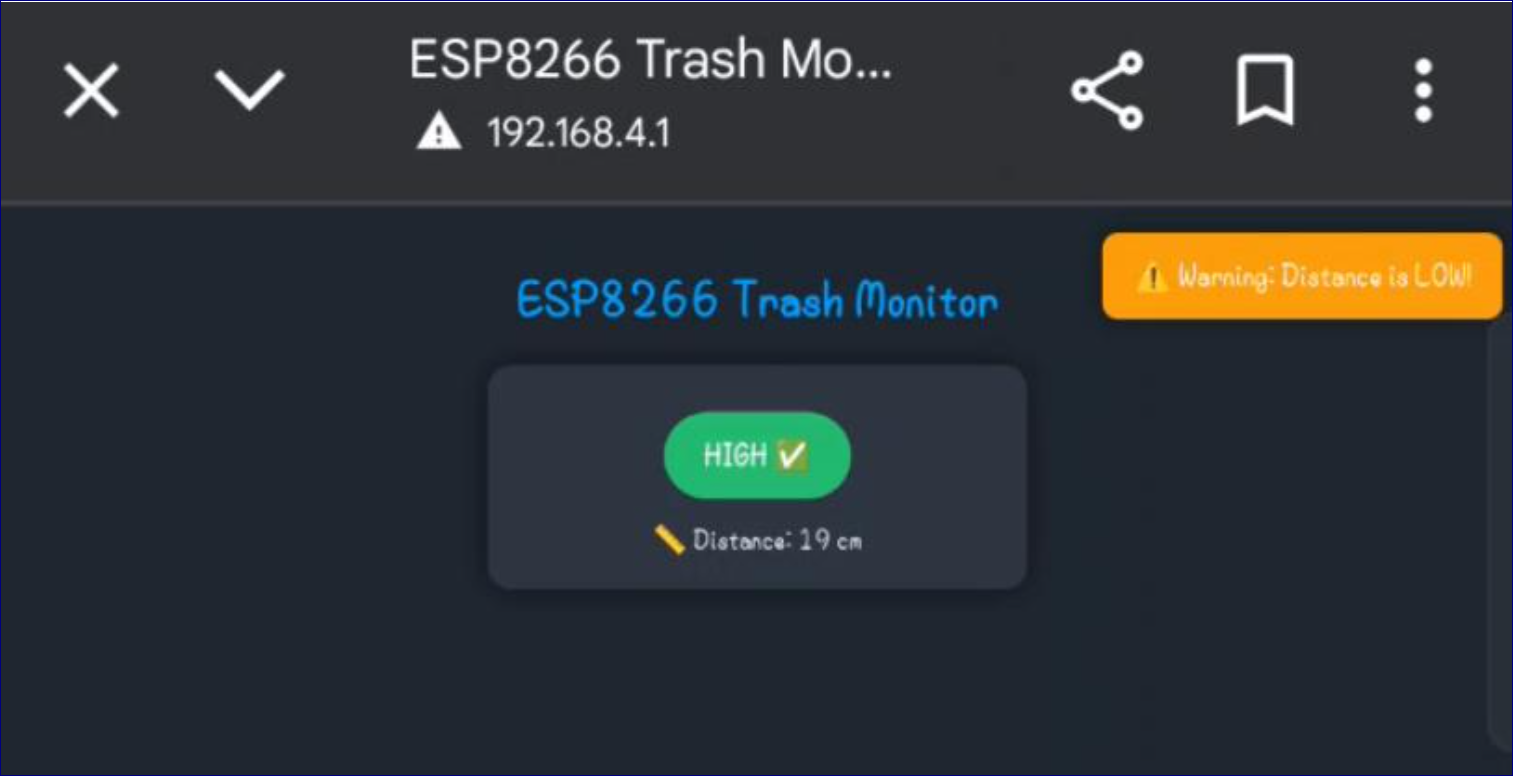 ESP8266 Trash Mo...
192.168.4.1
⚠️ Warning: Distance is LOW!
ESP8266 Trash Monitor
HIGH ✅
📏 Distance: 19 cm